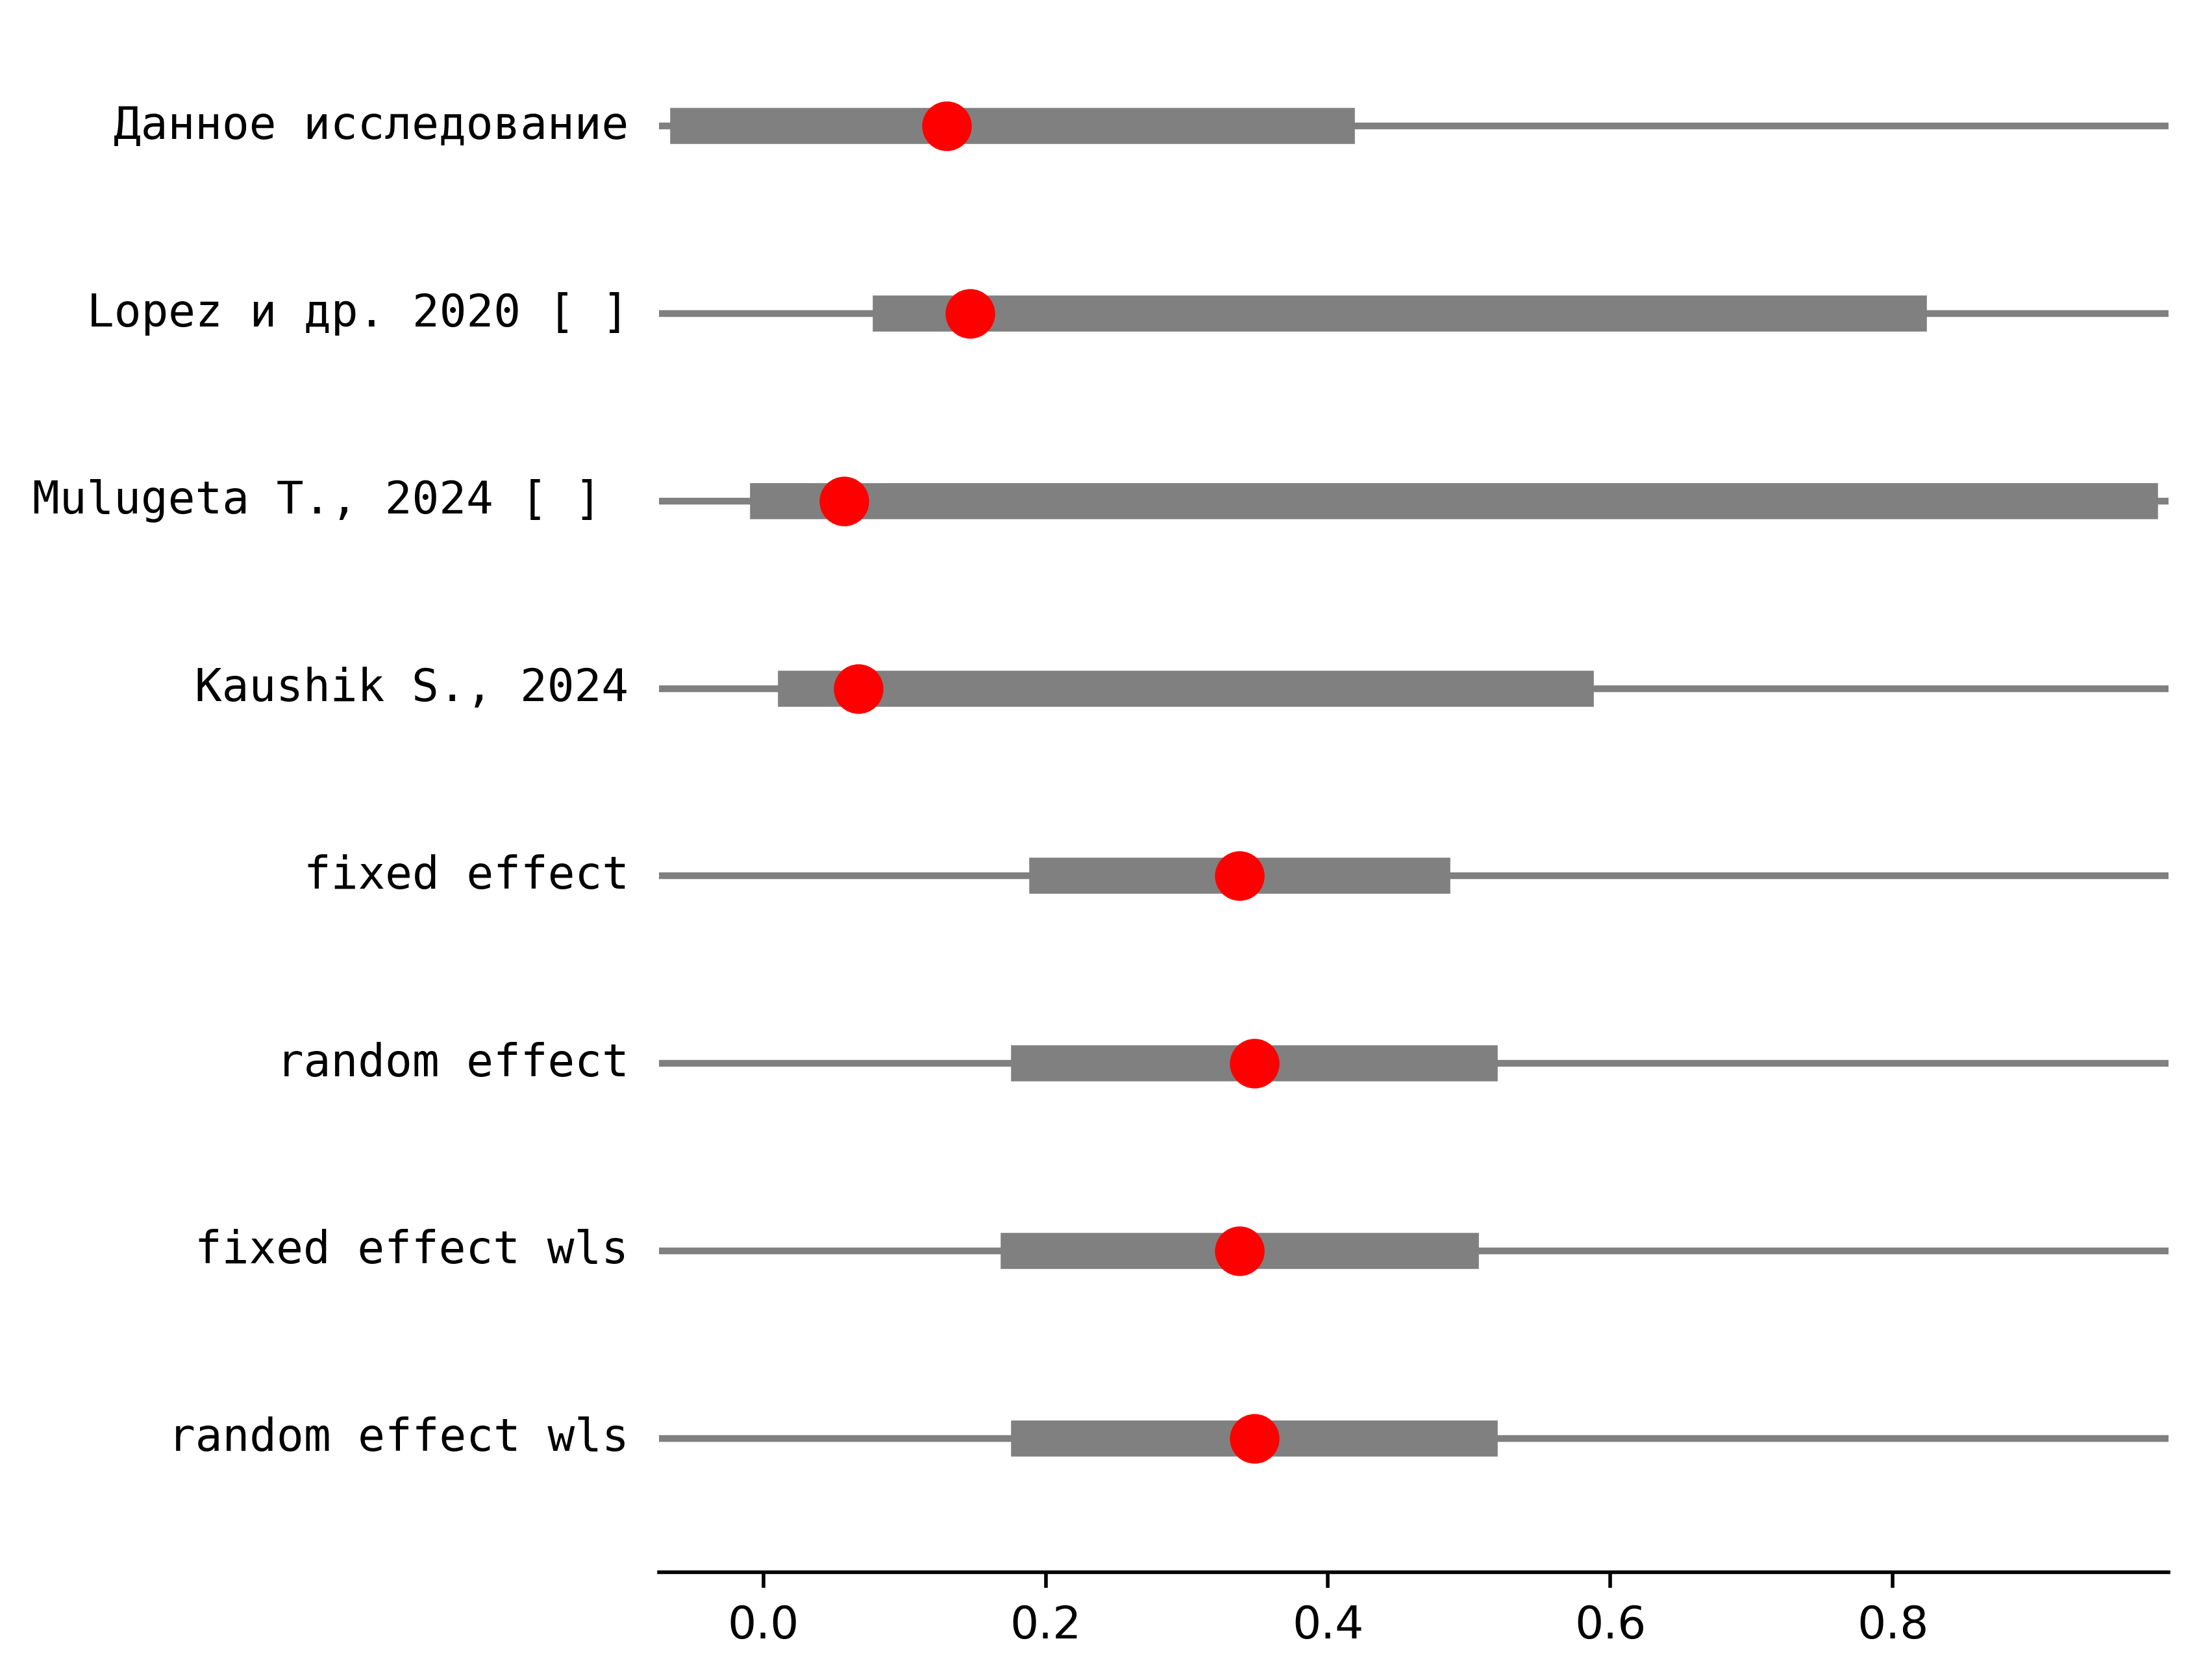 Данное исследование
Lopez и др. 2020 [ ]
Mulugeta T., 2024 [ ]
Kaushik S., 2024
fixed effect
random effect
fixed effect wls
random effect wls
0.0 0.2 0.4 0.6 0.8